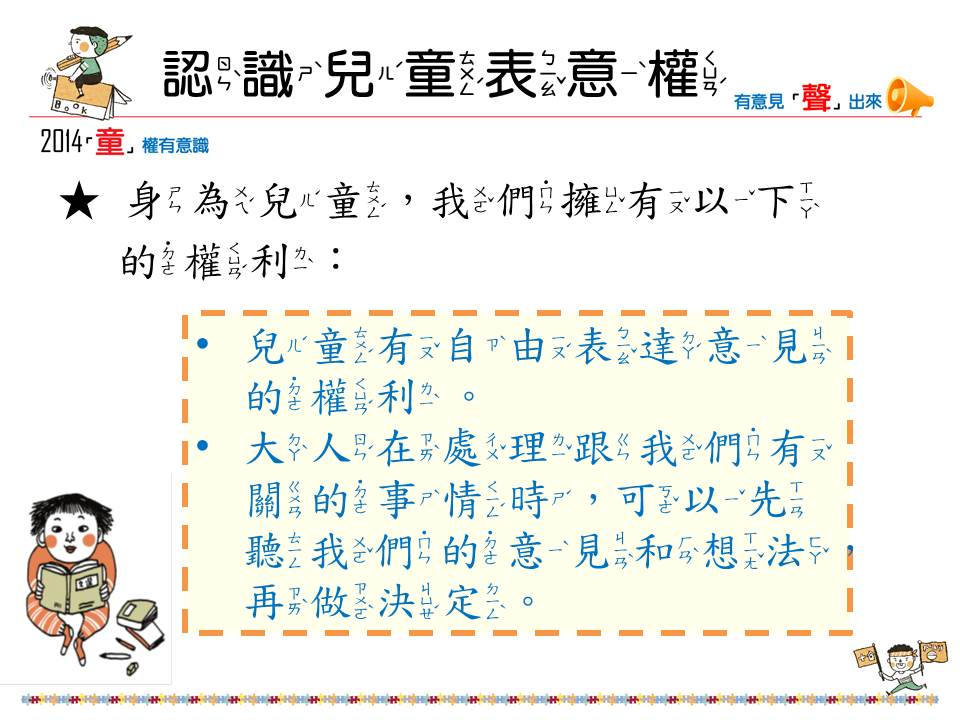 認識兒童表意權
有意見「聲」出來
2014「童」權有意識
Book
★ 身為兒童，我們擁有以下
的權利：
• 兒童有自由表達意見
的權利。
• 大人在處理跟我們有
關的事情時，可以先
聽我們的意見和想法，
再做決定。